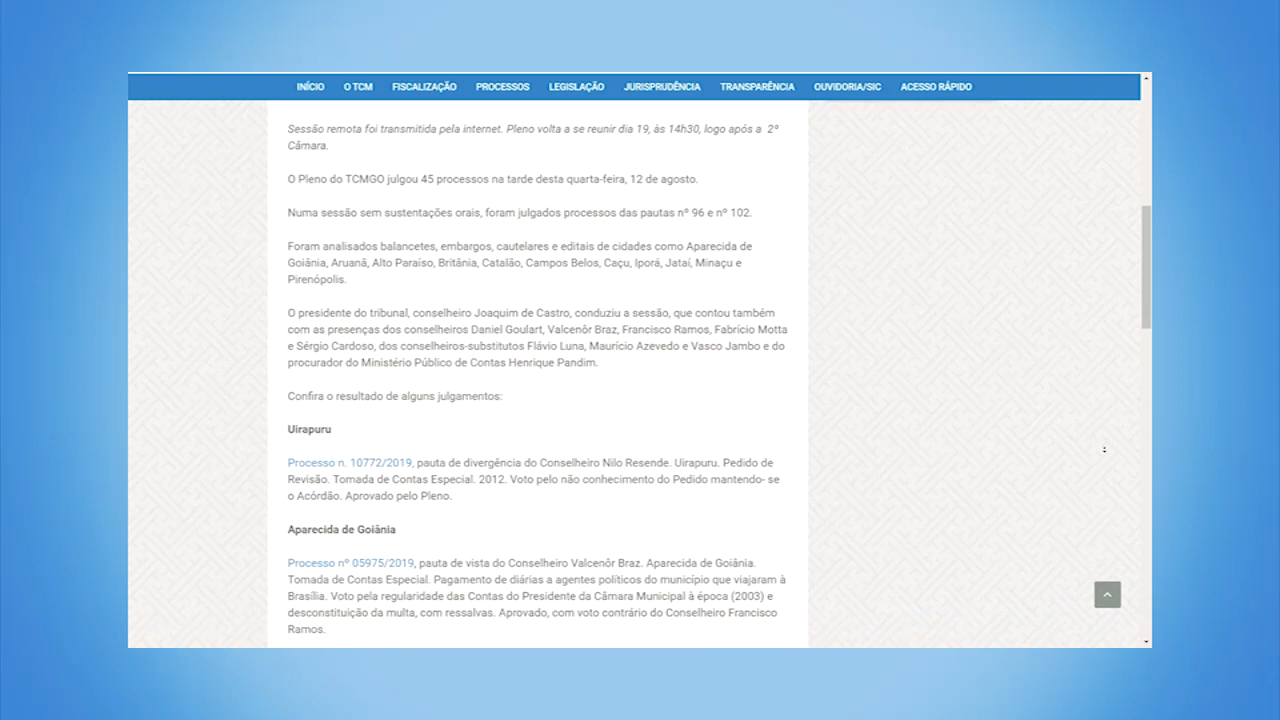 INÍCIO O TCM FISCALIZAÇÃO PROCESSOS LEGISLAÇÃO JURISPRUDÊNCIA TRANSPARÊNCIA OUVIDORIA/SIC ACESSO RÁPIDO
Sessão remota foi transmitida pela internet. Pleno volta a se reunir dia 19, às 14h30, logo após a 2º
Câmara.
O Pleno do TCMGO julgou 45 processos na tarde desta quarta-feira, 12 de agosto.
Numa sessão sem sustentações orais, foram julgados processos das pautas nº 96 e nº 102.
Foram analisados balancetes, embargos, cautelares e editais de cidades como Aparecida de
Goiânia, Aruanã, Alto Paraíso, Britânia, Catalão, Campos Belos, Caçu, Iporá, Jataí, Minaçu e
Pirenópolis.
O presidente do tribunal, conselheiro Joaquim de Castro, conduziu a sessão, que contou também
com as presenças dos conselheiros Daniel Goulart, Valcenôr Braz, Francisco Ramos, Fabrício Motta
e Sérgio Cardoso, dos conselheiros-substitutos Flávio Luna, Maurício Azevedo e Vasco Jambo e do
procurador do Ministério Público de Contas Henrique Pandim.
Confira o resultado de alguns julgamentos:
Uirapuru
Processo n. 10772/2019, pauta de divergência do Conselheiro Nilo Resende. Uirapuru. Pedido de
Revisão. Tomada de Contas Especial. 2012. Voto pelo não conhecimento do Pedido mantendo- se
o Acórdão. Aprovado pelo Pleno.
Aparecida de Goiânia
Processo nº 05975/2019, pauta de vista do Conselheiro Valcenôr Braz. Aparecida de Goiânia.
Tomada de Contas Especial. Pagamento de diárias a agentes políticos do município que viajaram à
Brasília. Voto pela regularidade das Contas do Presidente da Câmara Municipal à época (2003) e
desconstituição da multa, com ressalvas. Aprovado, com voto contrário do Conselheiro Francisco
Ramos.